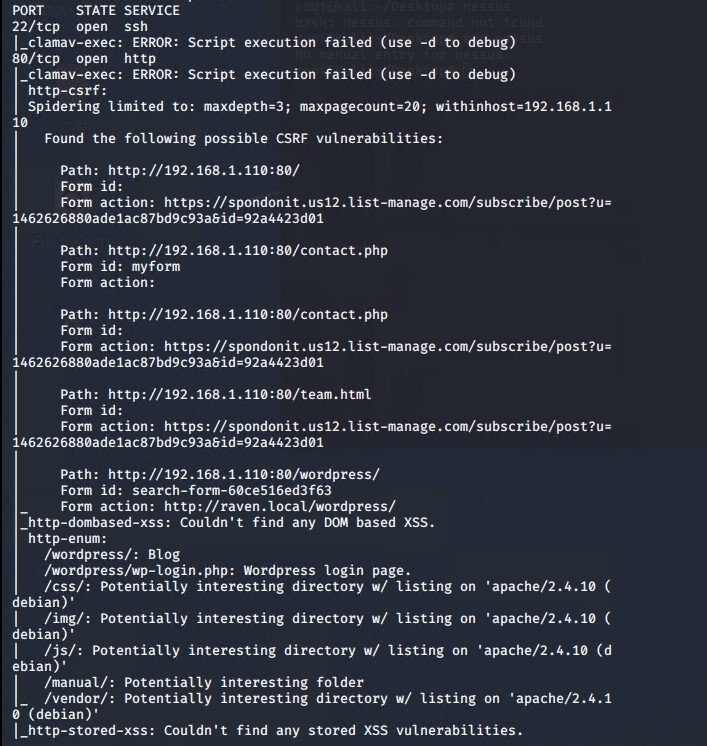 PORT    STATE SERVICE
22/tcp  open  ssh
|_clamav-exec: ERROR: Script execution failed (use -d to debug)
80/tcp  open  http
|_clamav-exec: ERROR: Script execution failed (use -d to debug)
| http-csrf:
| Spidering limited to: maxdepth=3; maxpagecount=20; withinhost=192.168.1.1
10
|   Found the following possible CSRF vulnerabilities:
|
|     Path: http://192.168.1.110:80/
|     Form id:
|     Form action: https://spondonit.us12.list-manage.com/subscribe/post?u=
1462626880ade1ac87bd9c93a&id=92a4423d01
|
|     Path: http://192.168.1.110:80/contact.php
|     Form id: myform
|     Form action:
|
|     Path: http://192.168.1.110:80/contact.php
|     Form id:
|     Form action: https://spondonit.us12.list-manage.com/subscribe/post?u=
1462626880ade1ac87bd9c93a&id=92a4423d01
|
|     Path: http://192.168.1.110:80/team.html
|     Form id:
|     Form action: https://spondonit.us12.list-manage.com/subscribe/post?u=
1462626880ade1ac87bd9c93a&id=92a4423d01
|
|     Path: http://192.168.1.110:80/wordpress/
|     Form id: search-form-60ce516ed3f63
|_    Form action: http://raven.local/wordpress/
|_http-dombased-xss: Couldn't find any DOM based XSS.
| http-enum:
|   /wordpress/: Blog
|   /wordpress/wp-login.php: Wordpress login page.
|   /css/: Potentially interesting directory w/ listing on 'apache/2.4.10 (
debian)'
|   /img/: Potentially interesting directory w/ listing on 'apache/2.4.10 (
debian)'
|   /js/: Potentially interesting directory w/ listing on 'apache/2.4.10 (d
ebian)'
|   /manual/: Potentially interesting folder
|_  /vendor/: Potentially interesting directory w/ listing on 'apache/2.4.1
0 (debian)'
|_http-stored-xss: Couldn't find any stored XSS vulnerabilities.